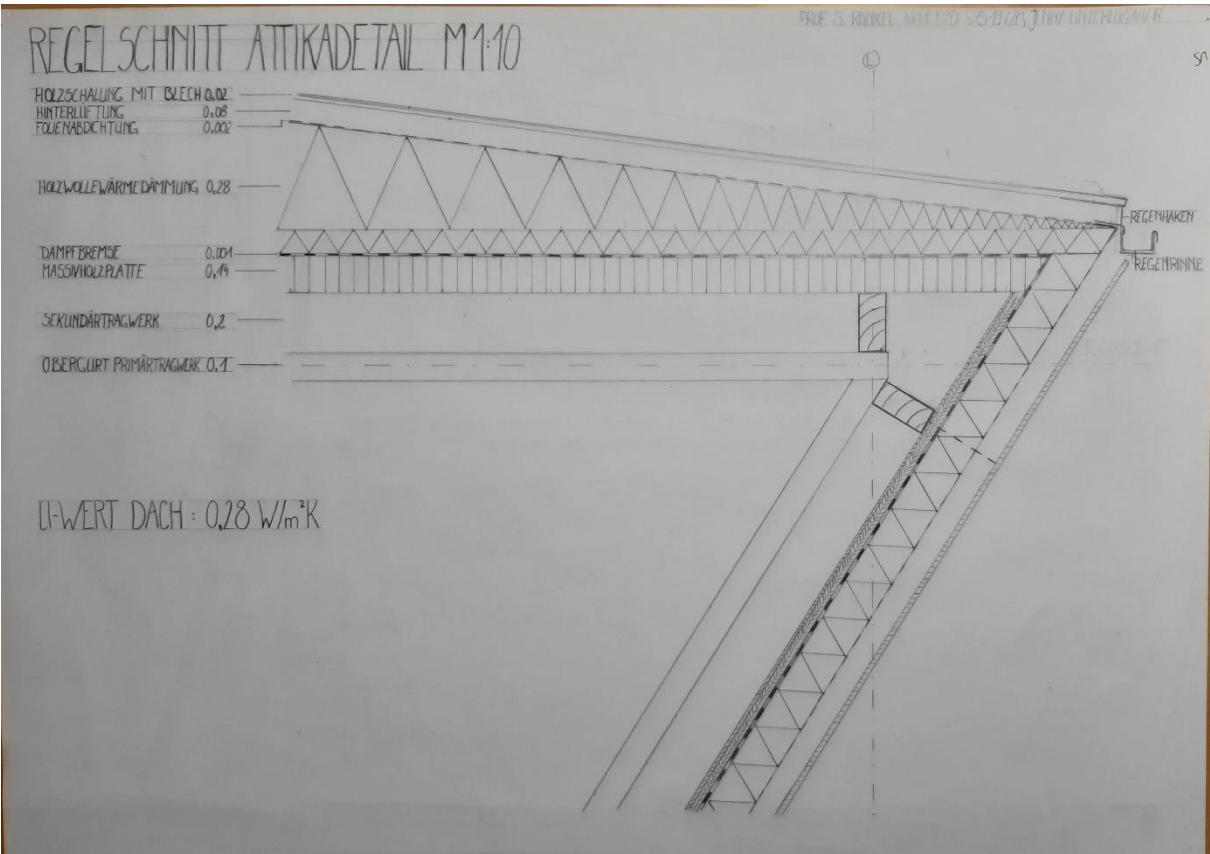 PROF. S. RUNKEL,
REGELSCHNITT ATTIKADETAIL M 1:10
HOLZSCHALUNG MIT BLECH 0.02
HINTERLÜFTUNG 0.08
FOLIENABDICHTUNG 0.002
HOLZWOLLEWÄRMEDÄMMUNG 0,28
REGENHAKEN
DAMPFBREMSE 0.001
MASSIVHOLZPLATTE 0,14
REGENRINNE
SEKUNDÄRTRAGWERK 0,2
OBERGURT PRIMÄRTRAGWERK 0.1
U-WERT DACH : 0,28 W/m²K